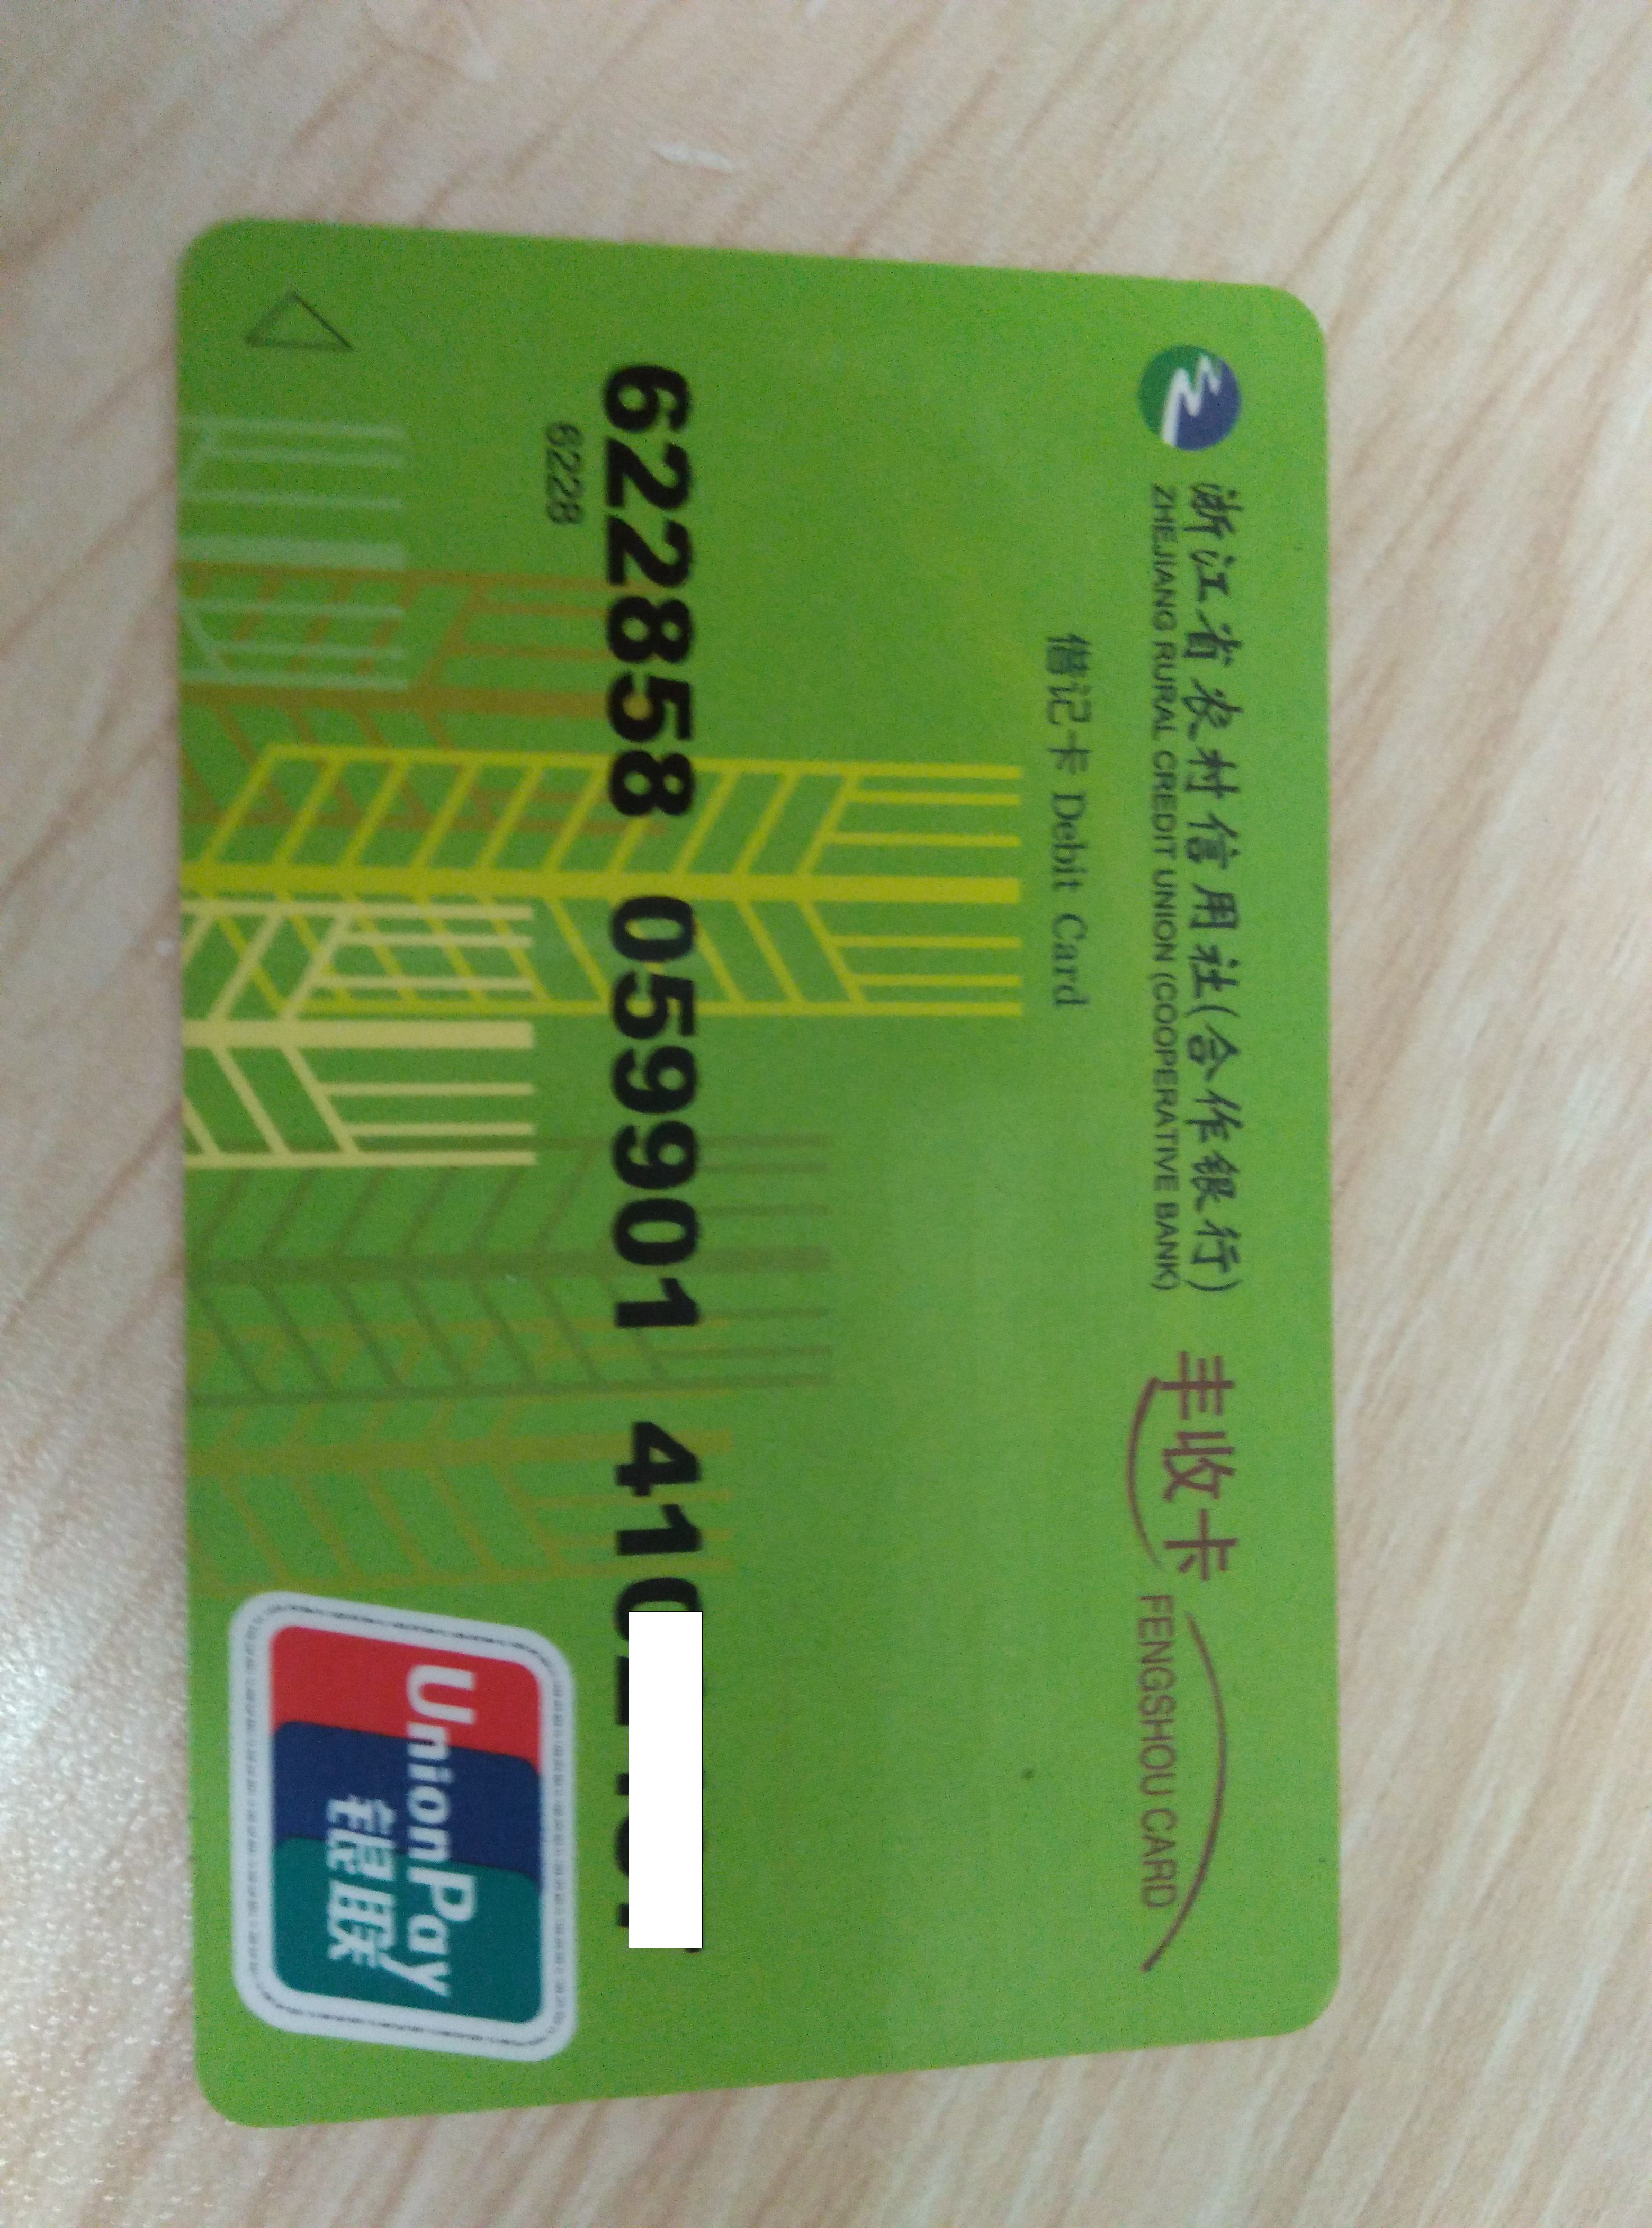 浙江省农村信用社(合作银行)
ZHEJIANG RURAL CREDIT UNION (COOPERATIVE BANK)
丰收卡
FENGSHOU CARD
借记卡 Debit Card
622858 059901 41
6228
UnionPay
银联